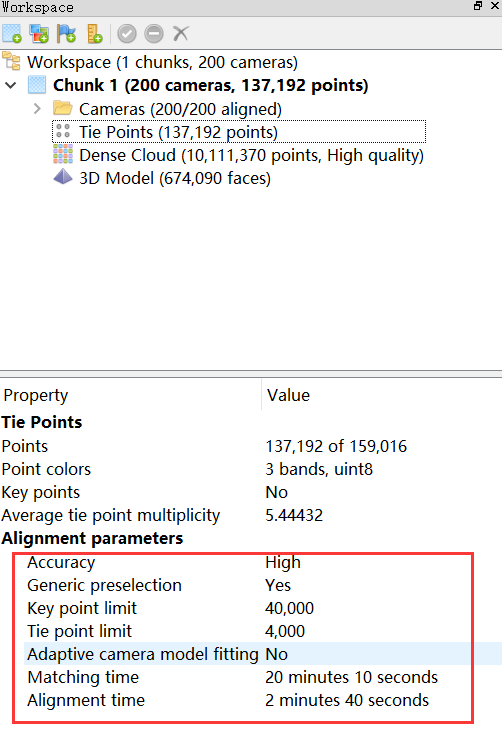 Workspace
Workspace (1 chunks, 200 cameras)
Chunk 1 (200 cameras, 137,192 points)
Cameras (200/200 aligned)
Tie Points (137,192 points)
Dense Cloud (10,111,370 points, High quality)
3D Model (674,090 faces)
Property Value
Tie Points
Points 137,192 of 159,016
Point colors 3 bands, uint8
Key points No
Average tie point multiplicity 5.44432
Alignment parameters
Accuracy High
Generic preselection Yes
Key point limit 40,000
Tie point limit 4,000
Adaptive camera model fitting No
Matching time 20 minutes 10 seconds
Alignment time 2 minutes 40 seconds